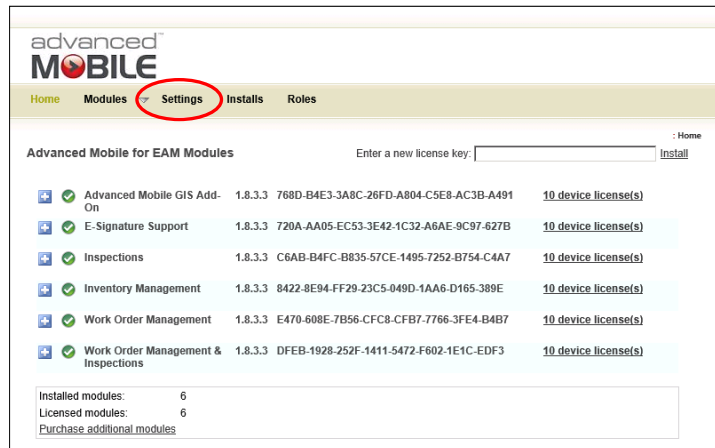 advanced™
MOBILE
Home Modules Settings Installs Roles
: Home
Advanced Mobile for EAM Modules Enter a new license key: Install
Advanced Mobile GIS Add- 1.8.3.3 768D-B4E3-3A8C-26FD-A804-C5E8-AC3B-A491 10 device license(s)
On
E-Signature Support 1.8.3.3 720A-AA05-EC53-3E42-1C32-A6AE-9C97-627B 10 device license(s)
Inspections 1.8.3.3 C6AB-B4FC-B835-57CE-1495-7252-B754-C4A7 10 device license(s)
Inventory Management 1.8.3.3 8422-8E94-FF29-23C5-049D-1AA6-D165-389E 10 device license(s)
Work Order Management 1.8.3.3 E470-608E-7B56-CFC8-CFB7-7766-3FE4-B4B7 10 device license(s)
Work Order Management & 1.8.3.3 DFEB-1928-252F-1411-5472-F602-1E1C-EDF3 10 device license(s)
Inspections
Installed modules: 6
Licensed modules: 6
Purchase additional modules